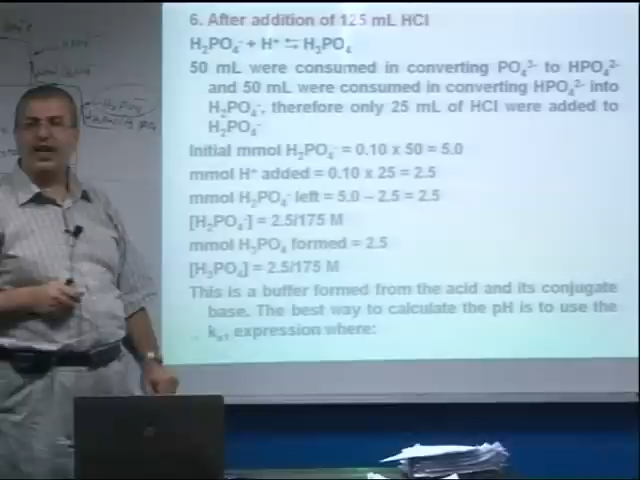 6. After addition of 125 mL HCl
H₂PO₄⁻ + H⁺ ⇆ H₃PO₄
50 mL were consumed in converting PO₄³⁻ to HPO₄²⁻
and 50 mL were consumed in converting HPO₄²⁻ into
H₂PO₄⁻, therefore only 25 mL of HCl were added to
H₂PO₄⁻
Initial mmol H₂PO₄⁻ = 0.10 x 50 = 5.0
mmol H⁺ added = 0.10 x 25 = 2.5
mmol H₂PO₄⁻ left = 5.0 – 2.5 = 2.5
[H₂PO₄⁻] = 2.5/175 M
mmol H₃PO₄ formed = 2.5
[H₃PO₄] = 2.5/175 M
This is a buffer formed from the acid and its conjugate
base. The best way to calculate the pH is to use the
kₐ₁ expression where: